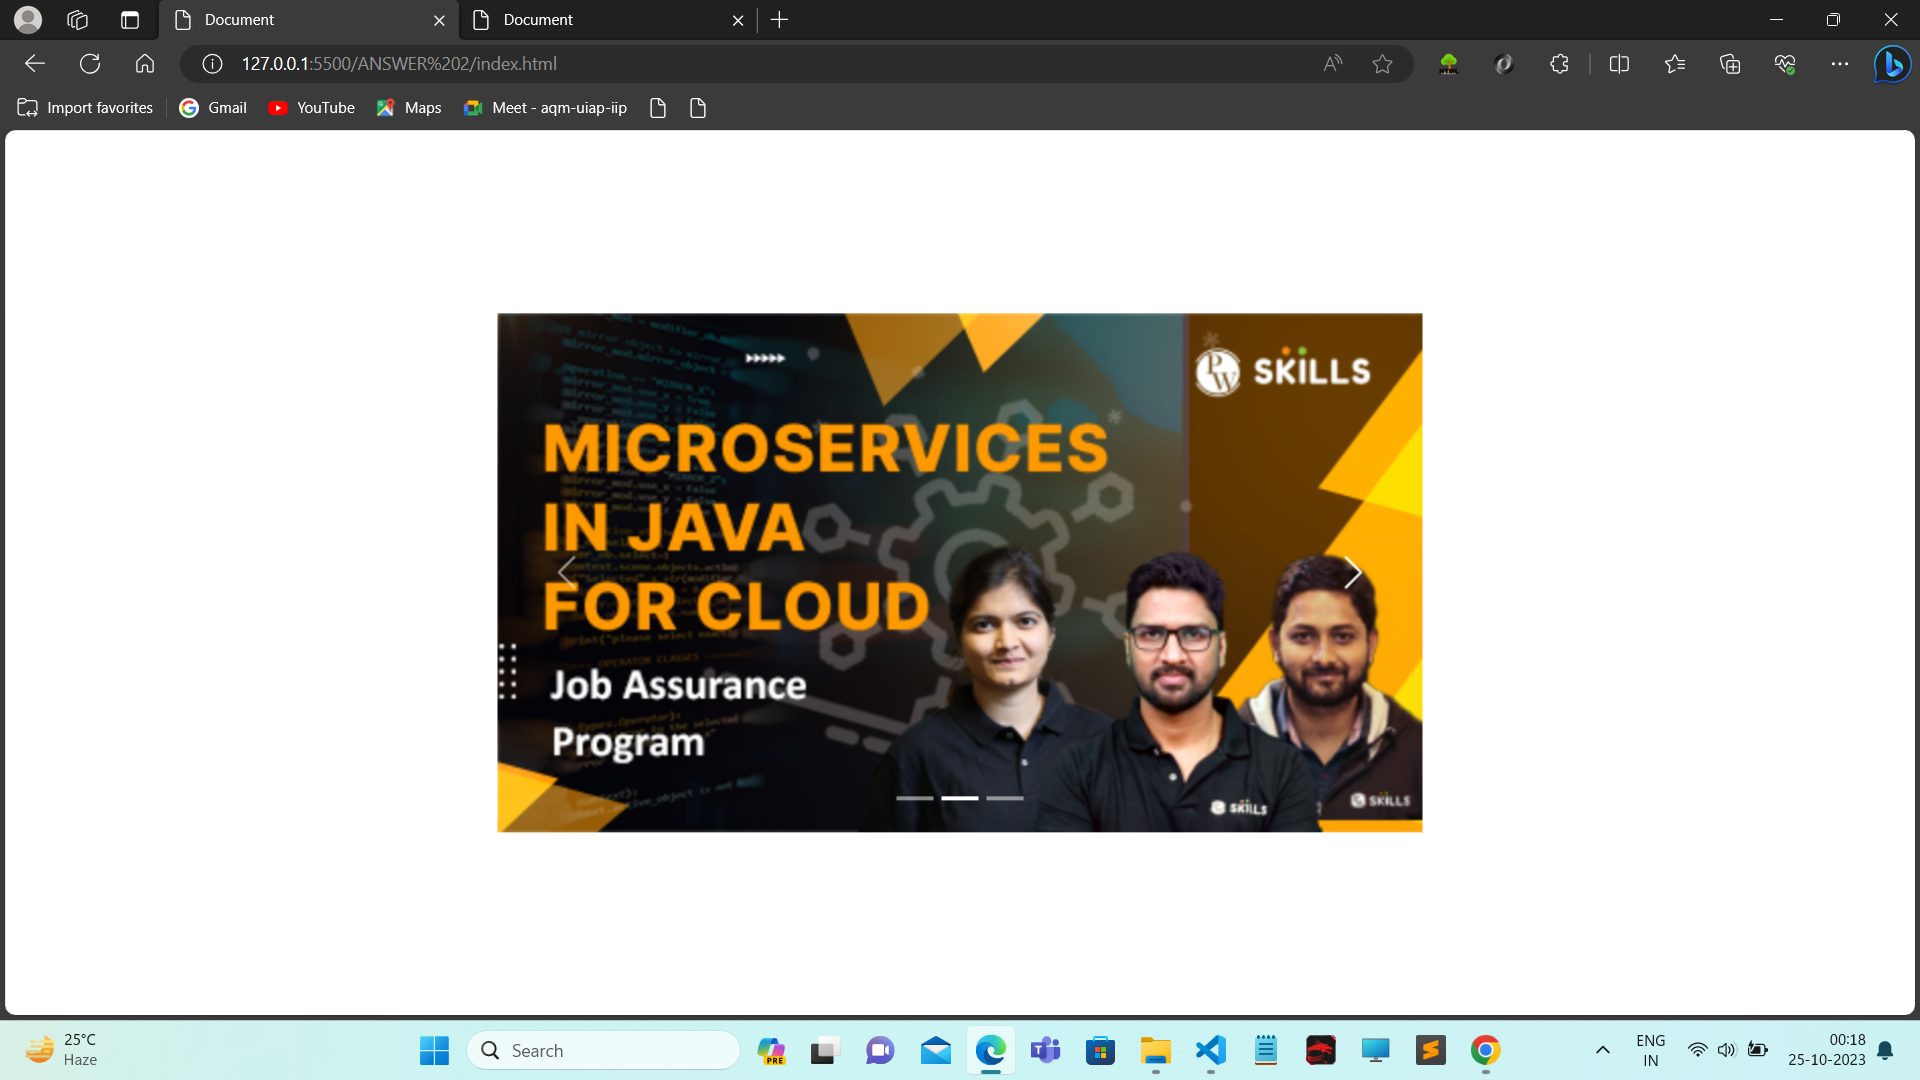 Document
Document
127.0.0.1:5500/ANSWER%202/index.html
Import favorites
Gmail
YouTube
Maps
Meet - aqm-uiap-iip
PW SKILLS
MICROSERVICES
IN JAVA
FOR CLOUD
Job Assurance
Program
SKILLS
SKILLS
25°C
Haze
Search
PRE
ENG
IN
00:18
25-10-2023